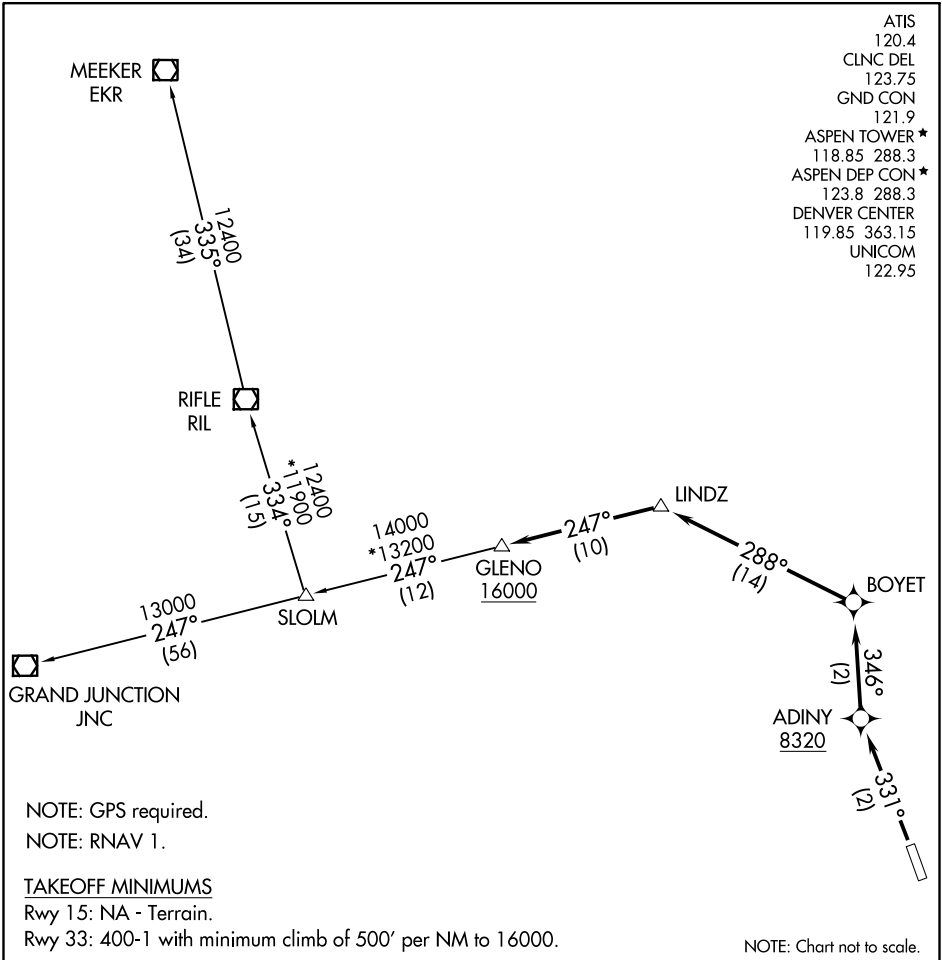 ATIS
120.4
CLNC DEL
123.75
GND CON
121.9
ASPEN TOWER ★
118.85 288.3
ASPEN DEP CON ★
123.8 288.3
DENVER CENTER
119.85 363.15
UNICOM
122.95
MEEKER
EKR
12400
335°
(34)
RIFLE
RIL
12400
*11900
334°
(15)
LINDZ
247°
(10)
14000
*13200
247°
(12)
GLENO
16000
288°
(14)
BOYET
SLOLM
13000
247°
(56)
GRAND JUNCTION
JNC
346°
(2)
ADINY
8320
331°
(2)
NOTE: GPS required.
NOTE: RNAV 1.
TAKEOFF MINIMUMS
Rwy 15: NA - Terrain.
Rwy 33: 400-1 with minimum climb of 500' per NM to 16000.
NOTE: Chart not to scale.